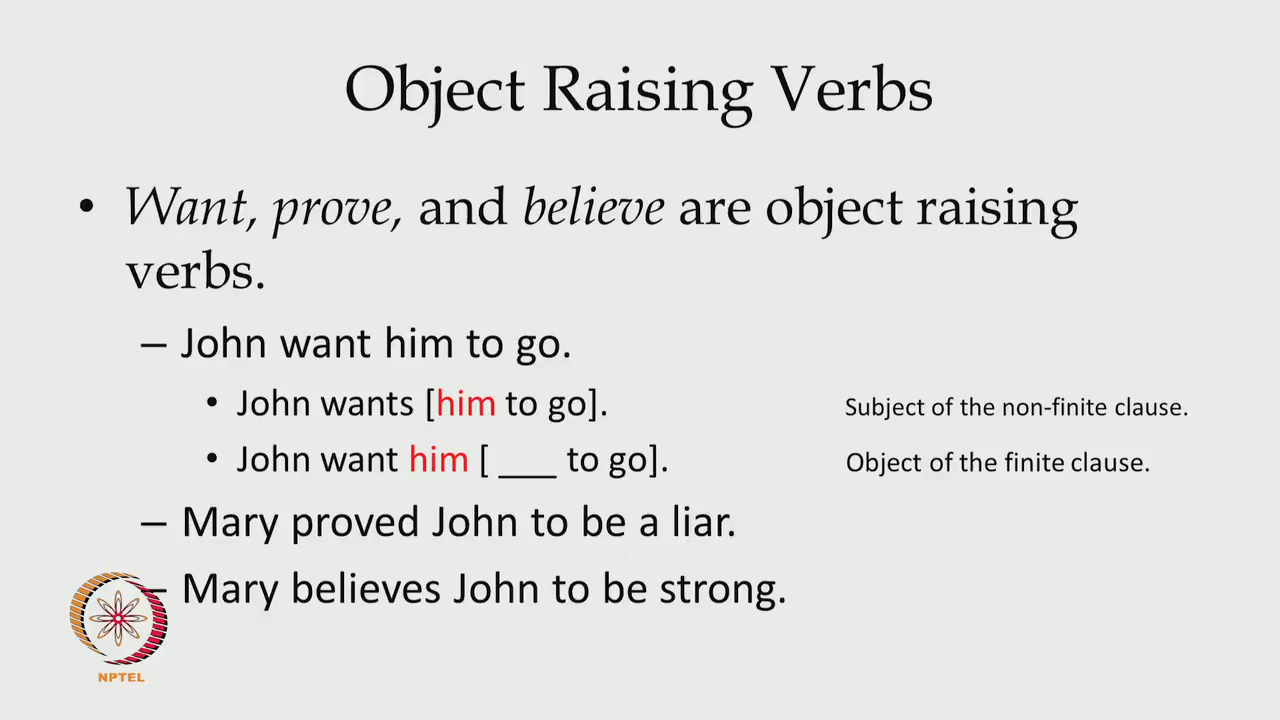 Object Raising Verbs
• Want, prove, and believe are object raising
verbs.
– John want him to go.
• John wants [him to go]. Subject of the non-finite clause.
• John want him [ ___ to go]. Object of the finite clause.
– Mary proved John to be a liar.
– Mary believes John to be strong.
NPTEL